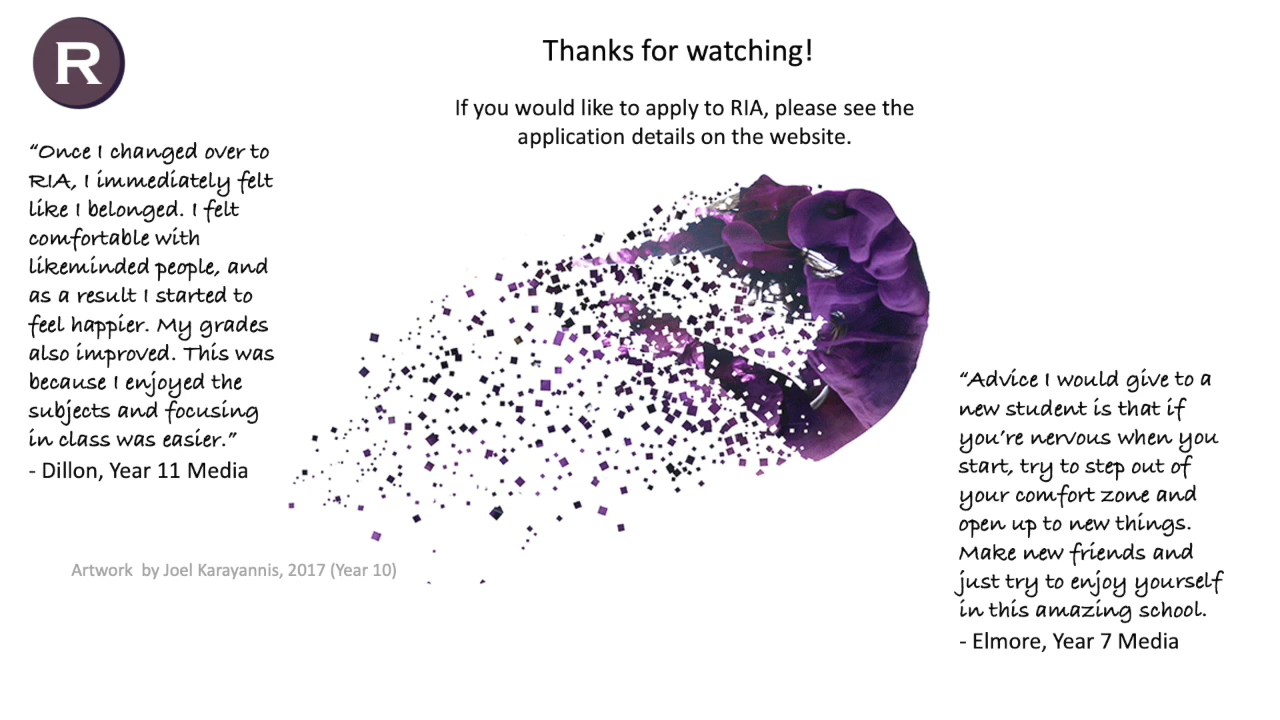 R
Thanks for watching!
If you would like to apply to RIA, please see the
application details on the website.
“Once I changed over to
RIA, I immediately felt
like I belonged. I felt
comfortable with
likeminded people, and
as a result I started to
feel happier. My grades
also improved. This was
because I enjoyed the
subjects and focusing
in class was easier.”
- Dillon, Year 11 Media
Artwork  by Joel Karayannis, 2017 (Year 10)
“Advice I would give to a
new student is that if
you’re nervous when you
start, try to step out of
your comfort zone and
open up to new things.
Make new friends and
just try to enjoy yourself
in this amazing school.
- Elmore, Year 7 Media